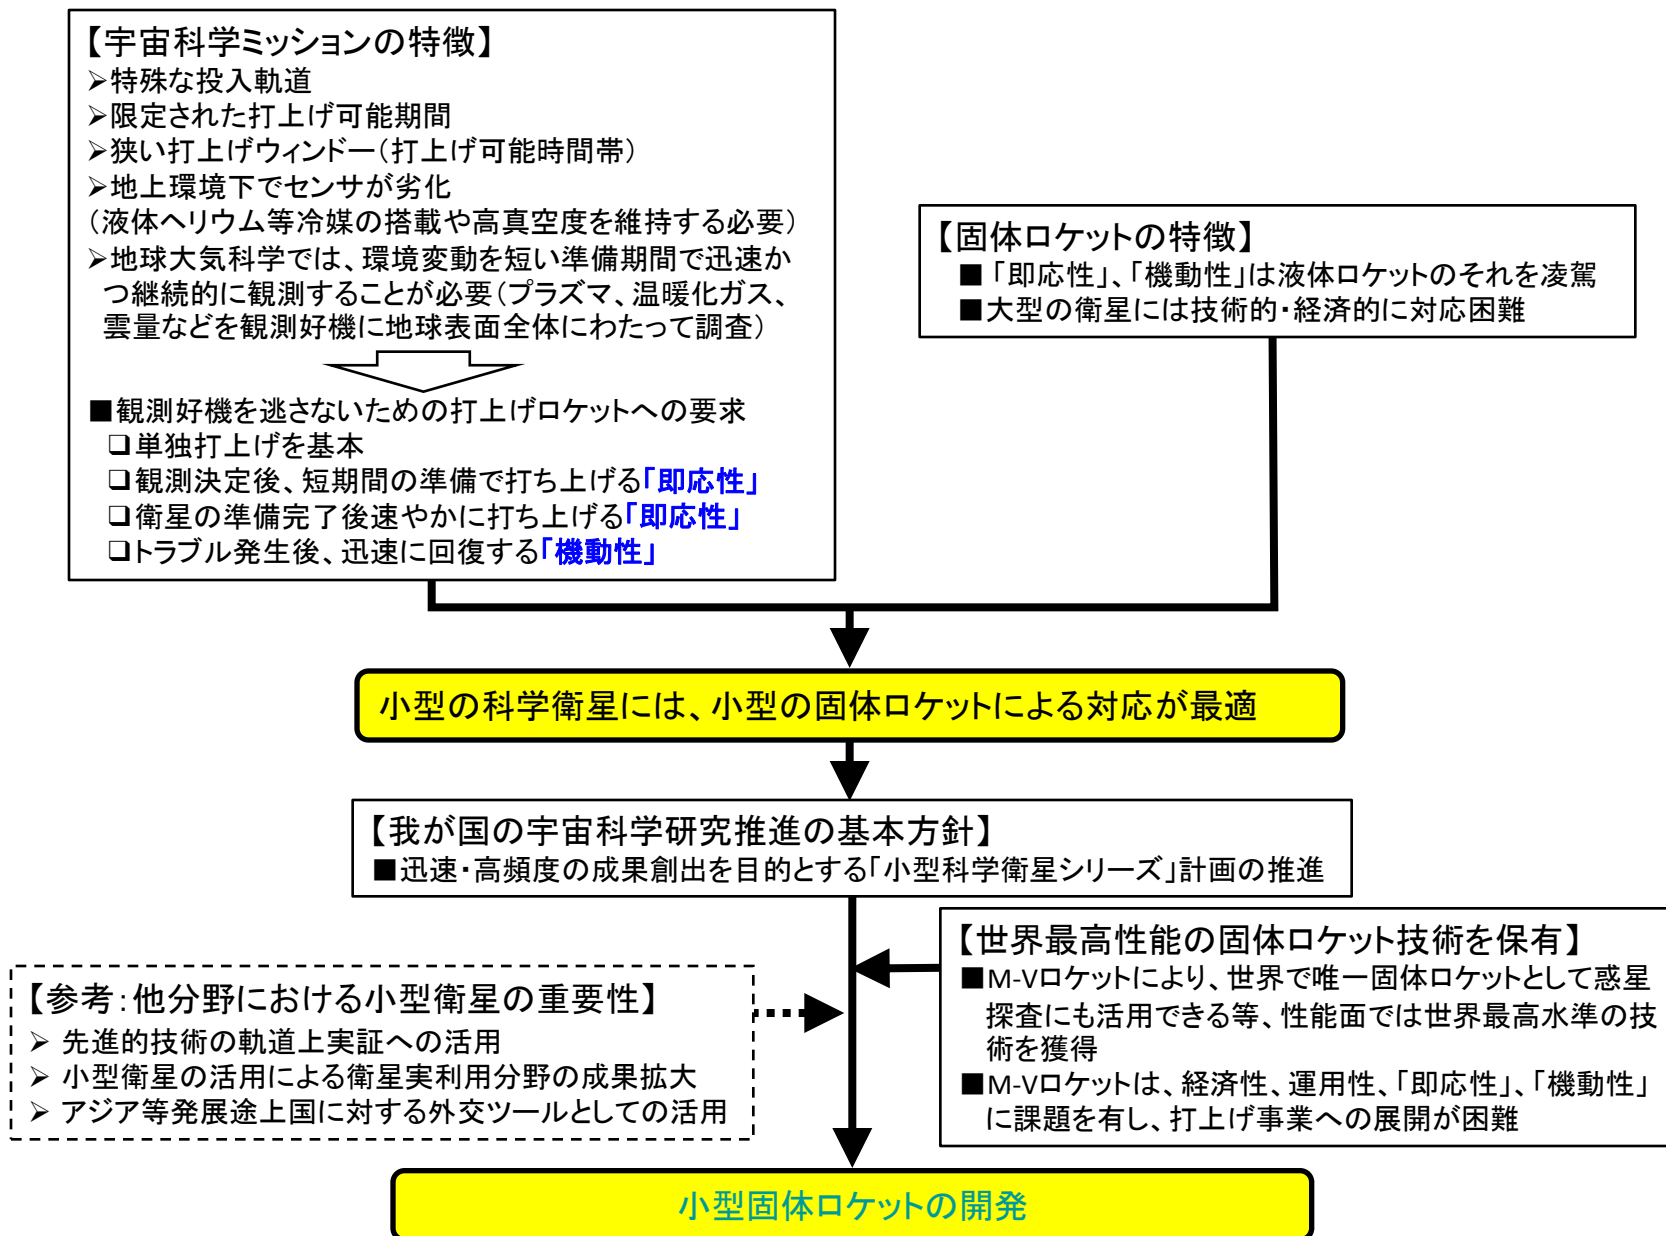 【宇宙科学ミッションの特徴】
➢特殊な投入軌道
➢限定された打上げ可能期間
➢狭い打上げウィンドー（打上げ可能時間帯）
➢地上環境下でセンサが劣化
（液体ヘリウム等冷媒の搭載や高真空度を維持する必要）
➢地球大気科学では、環境変動を短い準備期間で迅速か
つ継続的に観測することが必要（プラズマ、温暖化ガス、
雲量などを観測好機に地球表面全体にわたって調査）
■観測好機を逃さないための打上げロケットへの要求
❑単独打上げを基本
❑観測決定後、短期間の準備で打ち上げる「即応性」
❑衛星の準備完了後速やかに打ち上げる「即応性」
❑トラブル発生後、迅速に回復する「機動性」
【固体ロケットの特徴】
■「即応性」、「機動性」は液体ロケットのそれを凌駕
■大型の衛星には技術的・経済的に対応困難
小型の科学衛星には、小型の固体ロケットによる対応が最適
【我が国の宇宙科学研究推進の基本方針】
■迅速・高頻度の成果創出を目的とする「小型科学衛星シリーズ」計画の推進
【世界最高性能の固体ロケット技術を保有】
■M-Vロケットにより、世界で唯一固体ロケットとして惑星
探査にも活用できる等、性能面では世界最高水準の技
術を獲得
■M-Vロケットは、経済性、運用性、「即応性」、「機動性」
に課題を有し、打上げ事業への展開が困難
【参考：他分野における小型衛星の重要性】
➢ 先進的技術の軌道上実証への活用
➢ 小型衛星の活用による衛星実利用分野の成果拡大
➢ アジア等発展途上国に対する外交ツールとしての活用
小型固体ロケットの開発